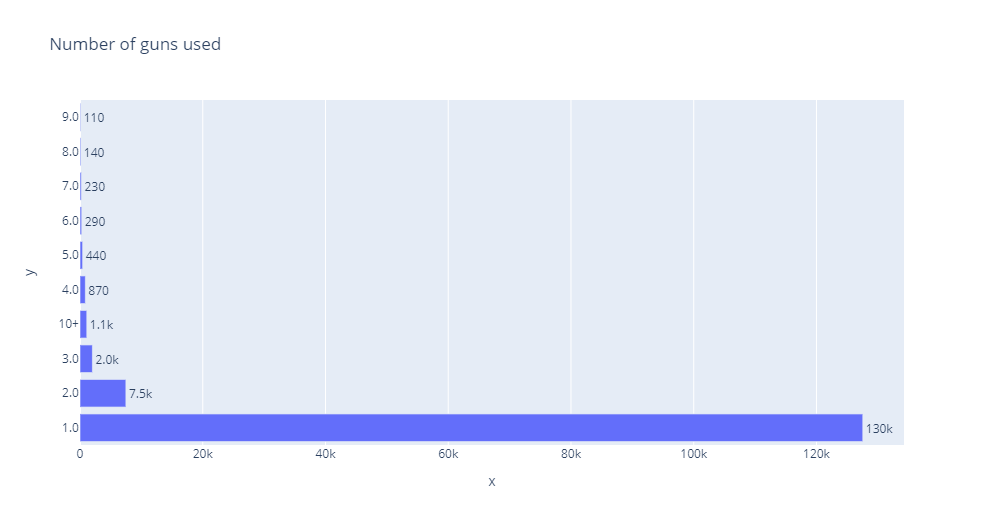 Number of guns used
9.0 110
8.0 140
7.0 230
6.0 290
5.0 440
y
4.0 870
10+ 1.1k
3.0 2.0k
2.0 7.5k
1.0 130k
0 20k 40k 60k 80k 100k 120k
x